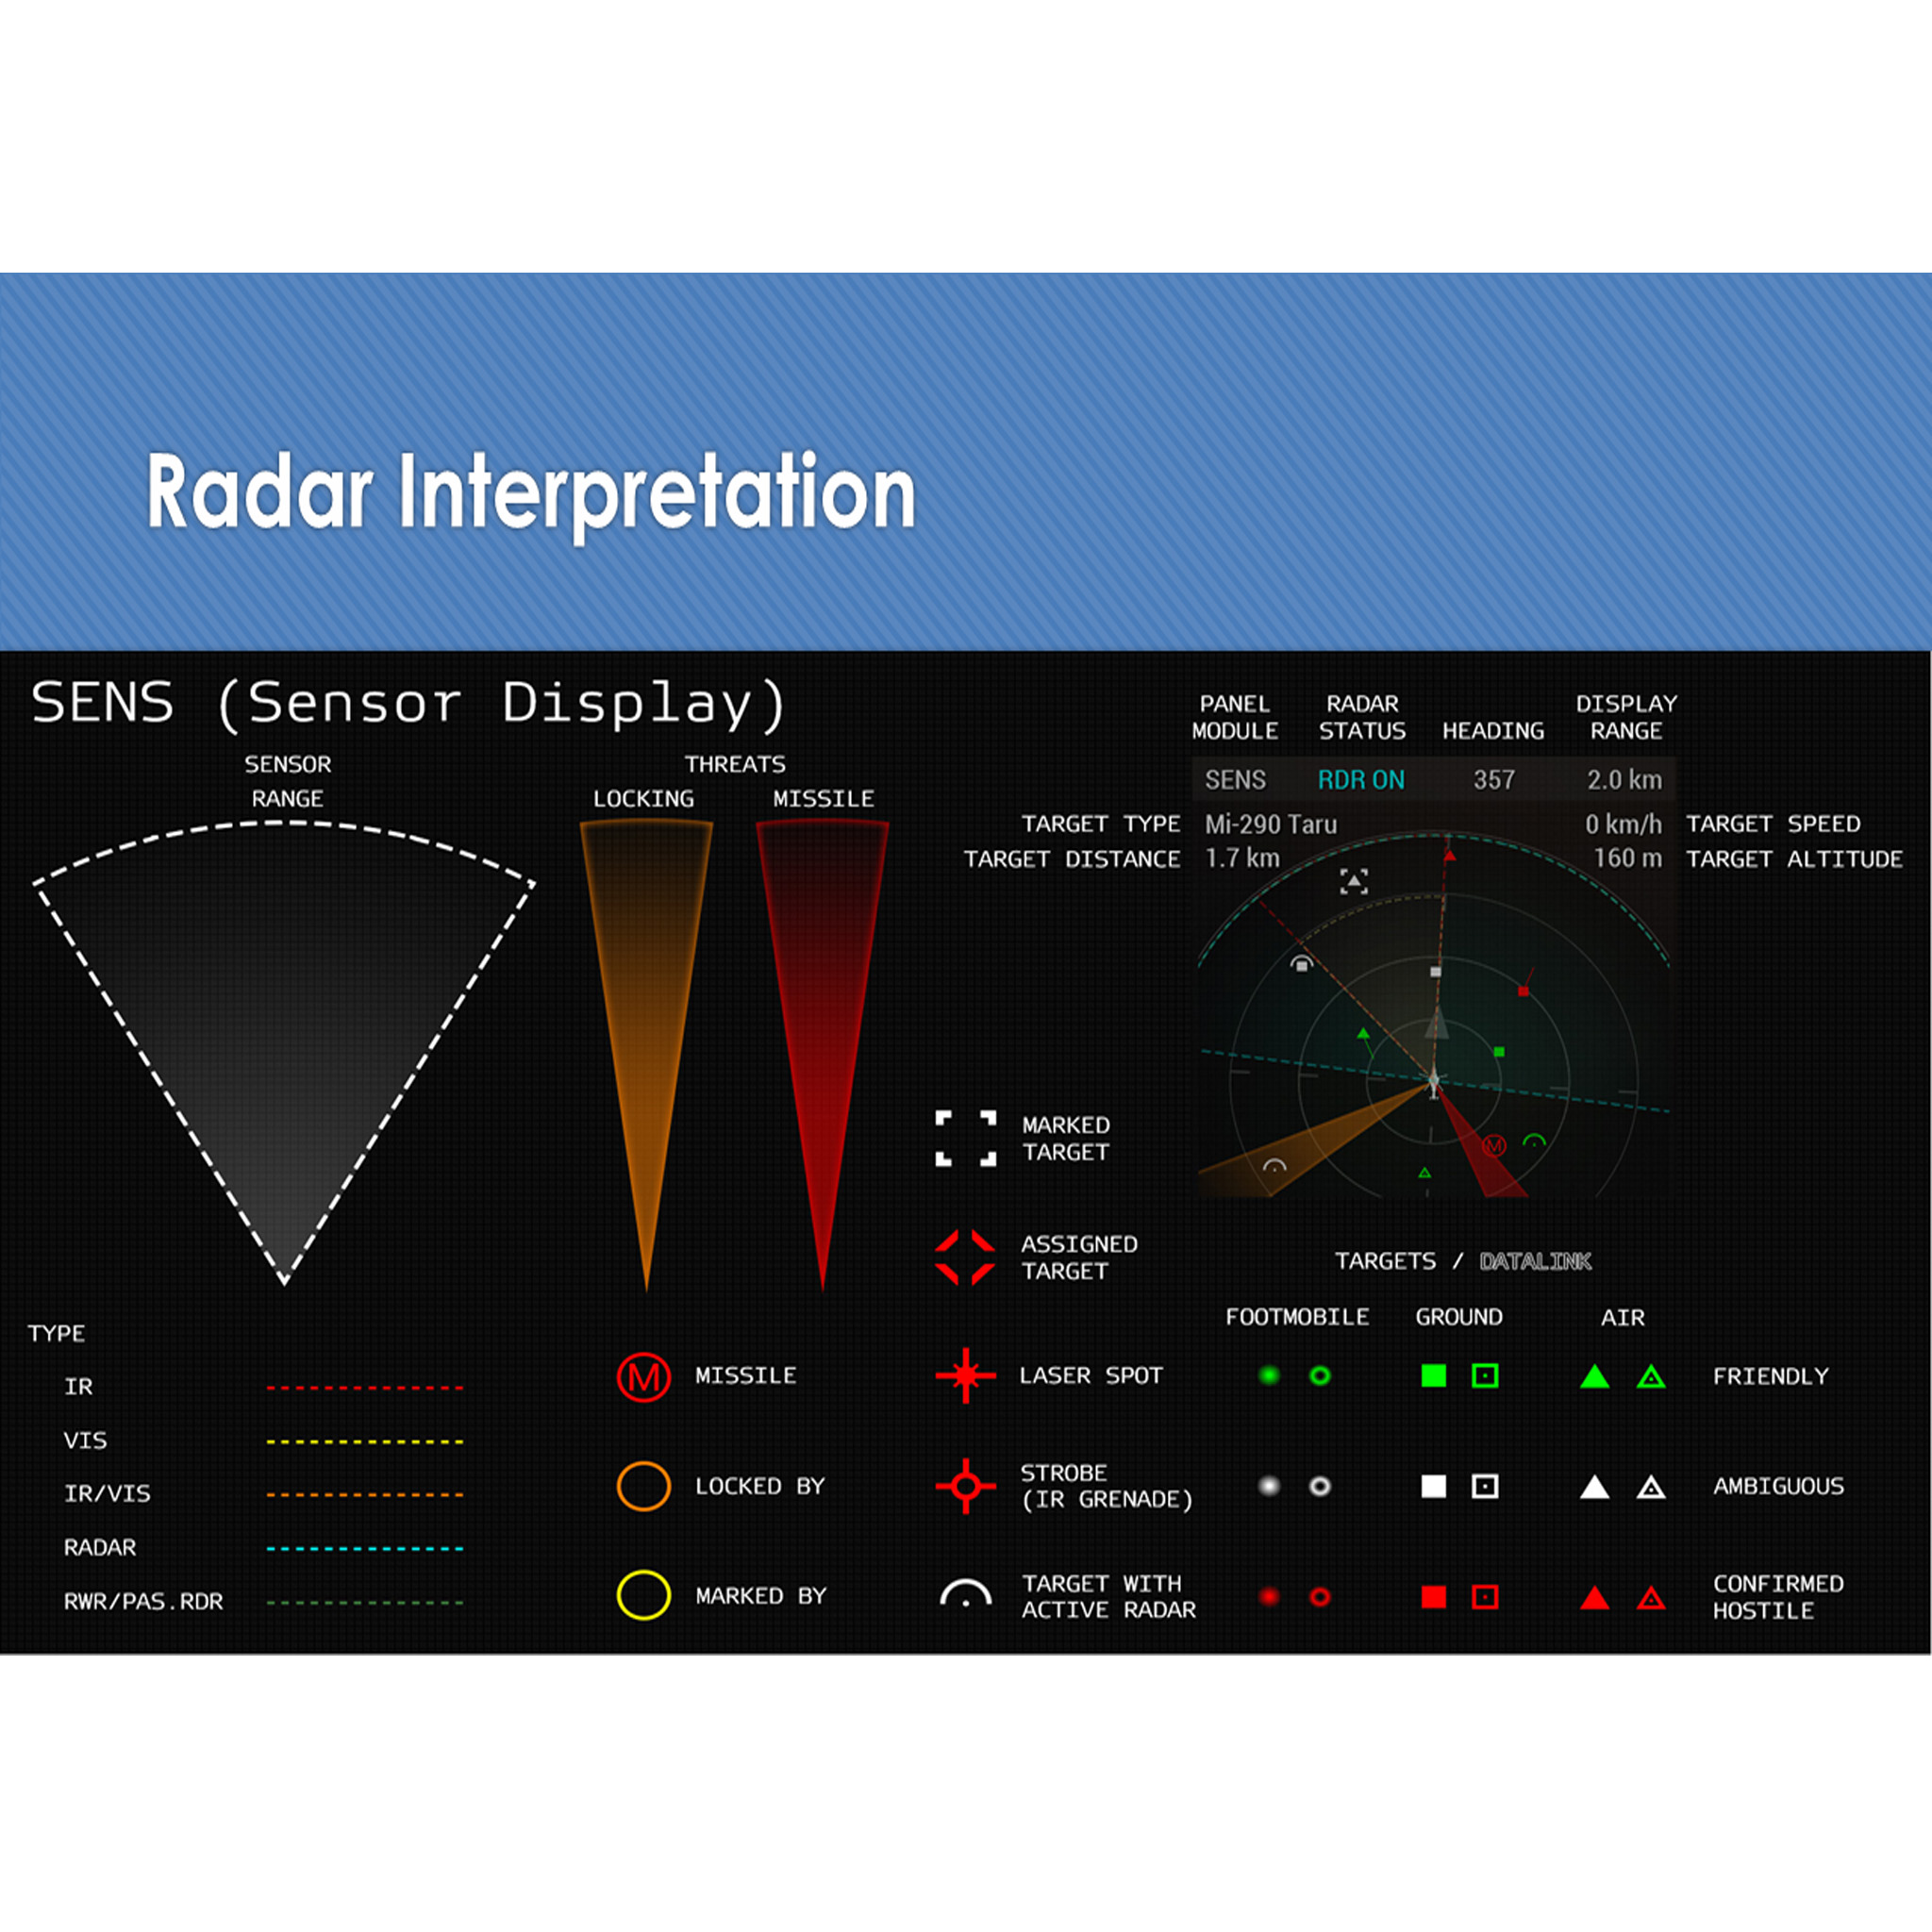 Radar Interpretation
SENS (Sensor Display)
SENSOR
RANGE
THREATS
LOCKING MISSILE
PANEL
MODULE
RADAR
STATUS
HEADING
DISPLAY
RANGE
SENS RDR ON 357 2.0 km
TARGET TYPE Mi-290 Taru 0 km/h TARGET SPEED
TARGET DISTANCE 1.7 km 160 m TARGET ALTITUDE
M
MARKED
TARGET
ASSIGNED
TARGET
TARGETS / DATALINK
FOOTMOBILE GROUND AIR
TYPE
IR
VIS
IR/VIS
RADAR
RWR/PAS.RDR
M MISSILE
LOCKED BY
MARKED BY
LASER SPOT
STROBE
(IR GRENADE)
TARGET WITH
ACTIVE RADAR
FRIENDLY
AMBIGUOUS
CONFIRMED
HOSTILE